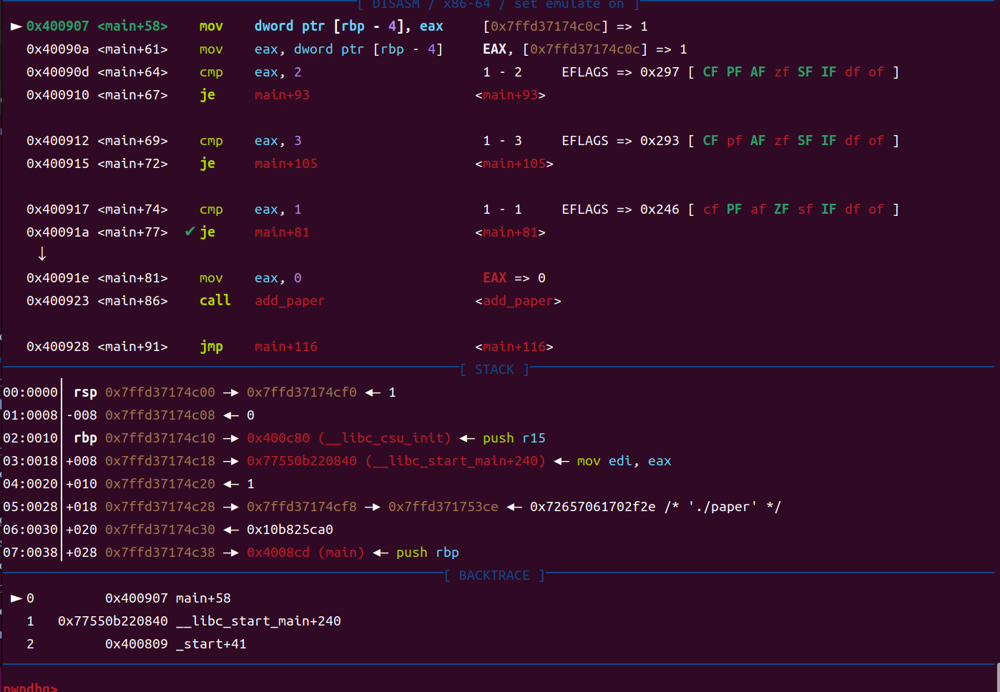 [ DISASM / x86-64 / set emulate on ]
► 0x400907 <main+58> mov dword ptr [rbp - 4], eax [0x7ffd37174c0c] => 1
0x40090a <main+61> mov eax, dword ptr [rbp - 4] EAX, [0x7ffd37174c0c] => 1
0x40090d <main+64> cmp eax, 2 1 - 2 EFLAGS => 0x297 [ CF PF AF zf SF IF df of ]
0x400910 <main+67> je main+93 <main+93>
0x400912 <main+69> cmp eax, 3 1 - 3 EFLAGS => 0x293 [ CF pf AF zf SF IF df of ]
0x400915 <main+72> je main+105 <main+105>
0x400917 <main+74> cmp eax, 1 1 - 1 EFLAGS => 0x246 [ cf PF af ZF sf IF df of ]
0x40091a <main+77> ✔ je main+81 <main+81>
↓
0x40091e <main+81> mov eax, 0 EAX => 0
0x400923 <main+86> call add_paper <add_paper>
0x400928 <main+91> jmp main+116 <main+116>
[ STACK ]
00:0000│ rsp 0x7ffd37174c00 —► 0x7ffd37174cf0 ◄— 1
01:0008│-008 0x7ffd37174c08 ◄— 0
02:0010│ rbp 0x7ffd37174c10 —► 0x400c80 (__libc_csu_init) ◄— push r15
03:0018│+008 0x7ffd37174c18 —► 0x77550b220840 (__libc_start_main+240) ◄— mov edi, eax
04:0020│+010 0x7ffd37174c20 ◄— 1
05:0028│+018 0x7ffd37174c28 —► 0x7ffd37174cf8 —► 0x7ffd371753ce ◄— 0x72657061702f2e /* './paper' */
06:0030│+020 0x7ffd37174c30 ◄— 0x10b825ca0
07:0038│+028 0x7ffd37174c38 —► 0x4008cd (main) ◄— push rbp
[ BACKTRACE ]
► 0 0x400907 main+58
1 0x77550b220840 __libc_start_main+240
2 0x400809 _start+41
pwndbg>